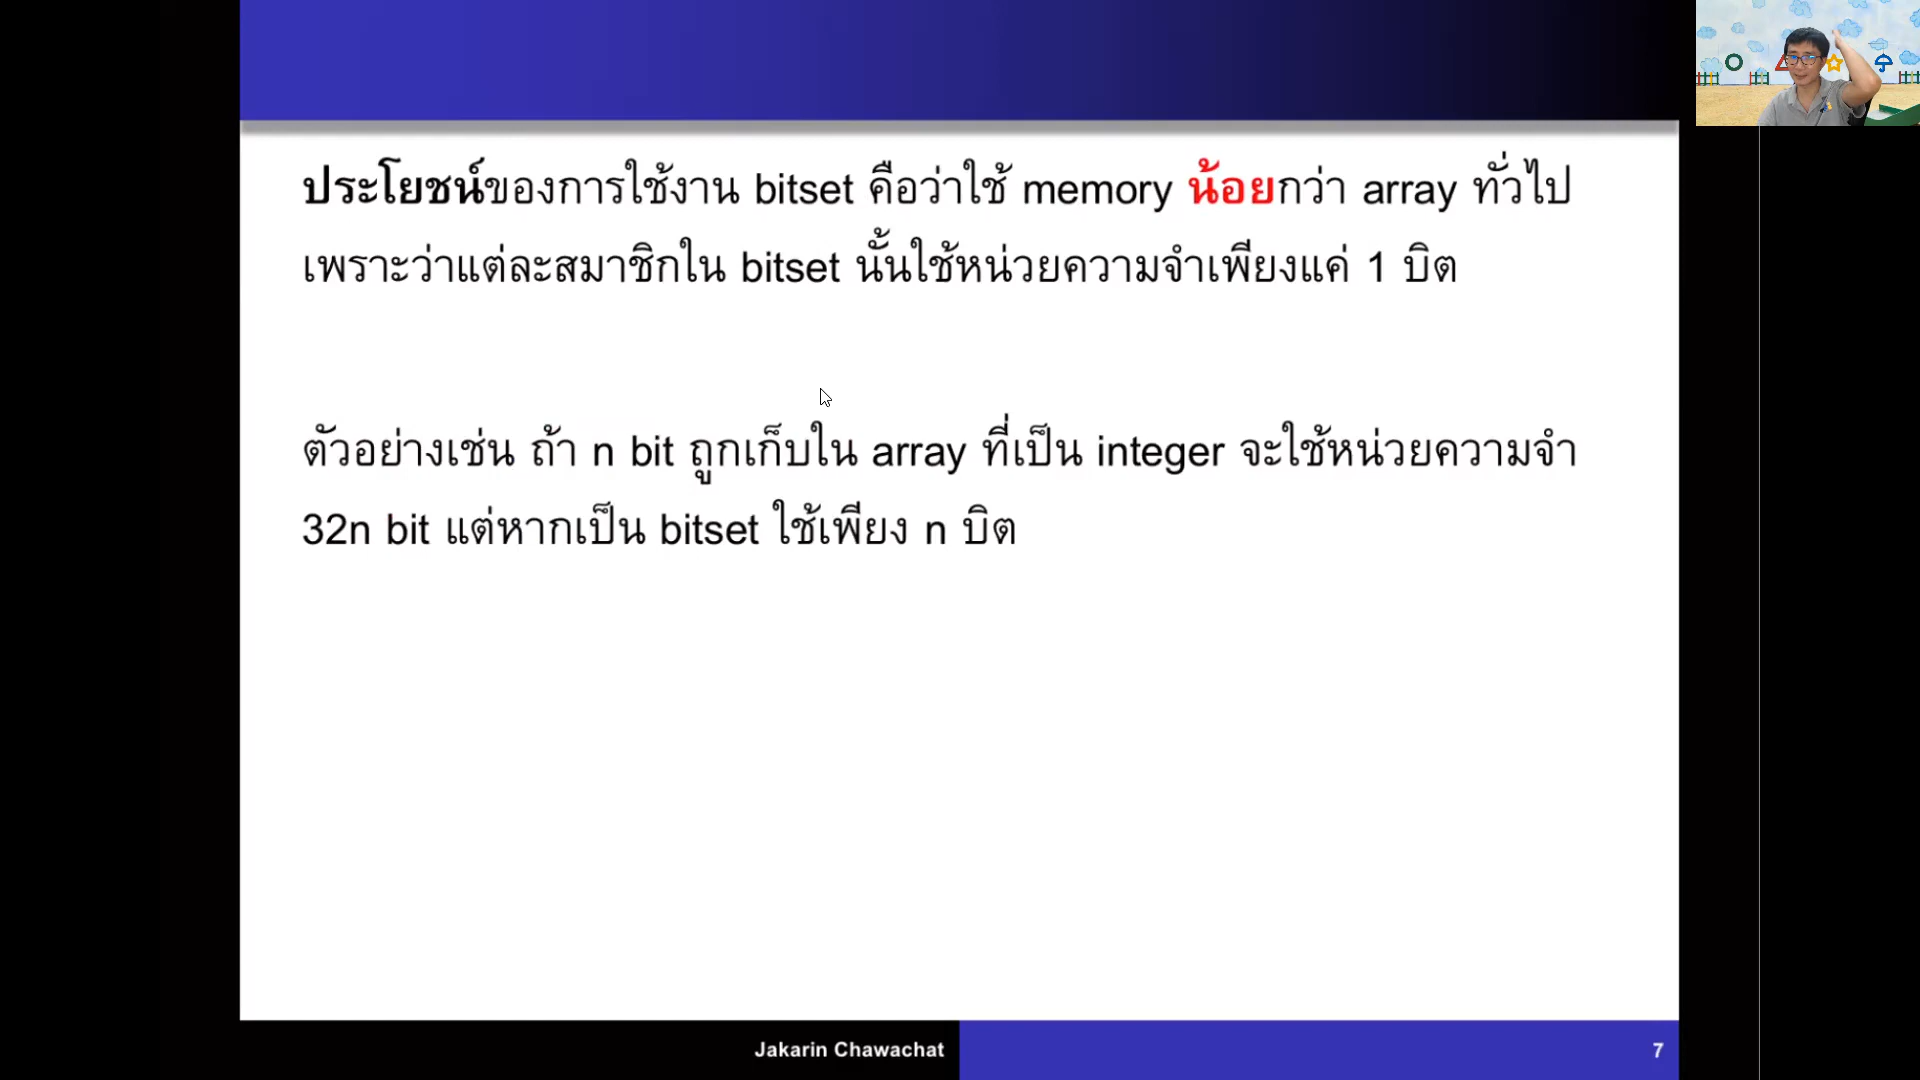 ประโยชน์ของการใช้งาน bitset คือว่าใช้ memory น้อยกว่า array ทั่วไป
เพราะว่าแต่ละสมาชิกใน bitset นั้นใช้หน่วยความจำเพียงแค่ 1 บิต
ตัวอย่างเช่น ถ้า n bit ถูกเก็บใน array ที่เป็น integer จะใช้หน่วยความจำ
32n bit แต่หากเป็น bitset ใช้เพียง n บิต
Jakarin Chawachat
7